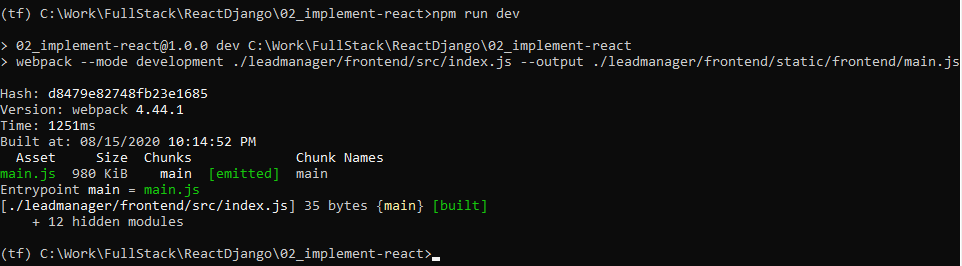 (tf) C:\Work\FullStack\ReactDjango\02_implement-react>npm run dev
> 02_implement-react@1.0.0 dev C:\Work\FullStack\ReactDjango\02_implement-react
> webpack --mode development ./leadmanager/frontend/src/index.js --output ./leadmanager/frontend/static/frontend/main.js
Hash: d8479e82748fb23e1685
Version: webpack 4.44.1
Time: 1251ms
Built at: 08/15/2020 10:14:52 PM
  Asset     Size  Chunks             Chunk Names
main.js  980 KiB    main  [emitted]  main
Entrypoint main = main.js
[./leadmanager/frontend/src/index.js] 35 bytes {main} [built]
    + 12 hidden modules
(tf) C:\Work\FullStack\ReactDjango\02_implement-react>